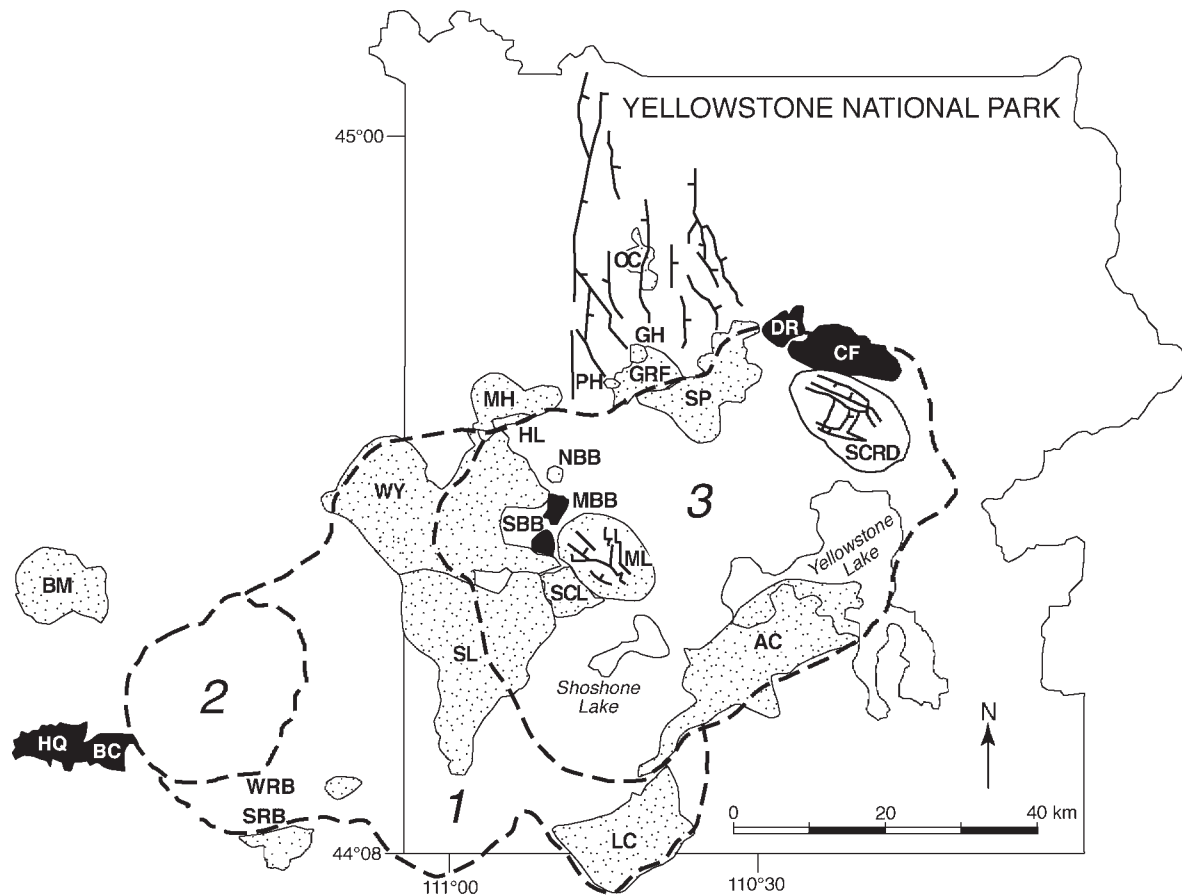 YELLOWSTONE NATIONAL PARK
45°00
OC
DR
GH
CF
PH
GRF
SP
MH
HL
SCRD
NBB
WY
3
MBB
SBB
ML
Yellowstone
Lake
BM
SCL
AC
SL
2
Shoshone
Lake
N
HQ
BC
WRB
1
SRB
0
20
40 km
LC
44°08
111°00
110°30